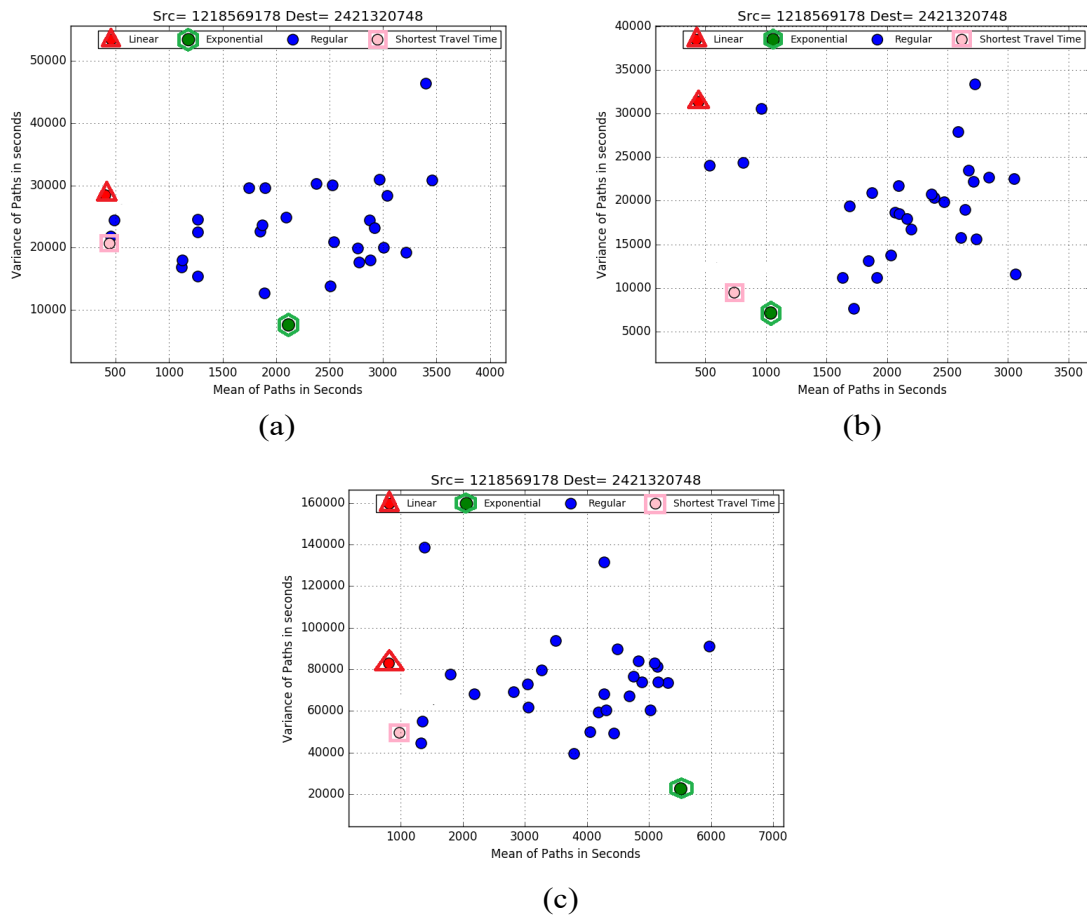 Src= 1218569178 Dest= 2421320748
Linear Exponential Regular Shortest Travel Time
50000
40000
30000
20000
10000
500 1000 1500 2000 2500 3000 3500 4000
Variance of Paths in seconds
Mean of Paths in Seconds
(a)
Src= 1218569178 Dest= 2421320748
Linear Exponential Regular Shortest Travel Time
40000
35000
30000
25000
20000
15000
10000
5000
500 1000 1500 2000 2500 3000 3500
Variance of Paths in seconds
Mean of Paths in Seconds
(b)
Src= 1218569178 Dest= 2421320748
Linear Exponential Regular Shortest Travel Time
160000
140000
120000
100000
80000
60000
40000
20000
1000 2000 3000 4000 5000 6000 7000
Variance of Paths in seconds
Mean of Paths in Seconds
(c)